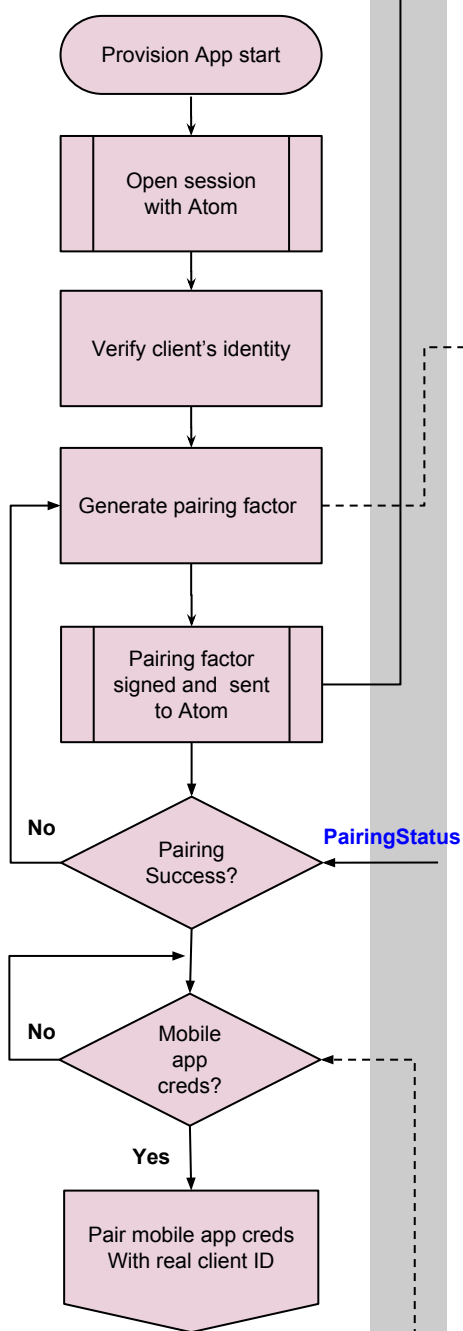 Provision App start
Open session
with Atom
Verify client's identity
Generate pairing factor
Pairing factor
signed and sent
to Atom
No
PairingStatus
Pairing
Success?
No
Mobile
app
creds?
Yes
Pair mobile app creds
With real client ID